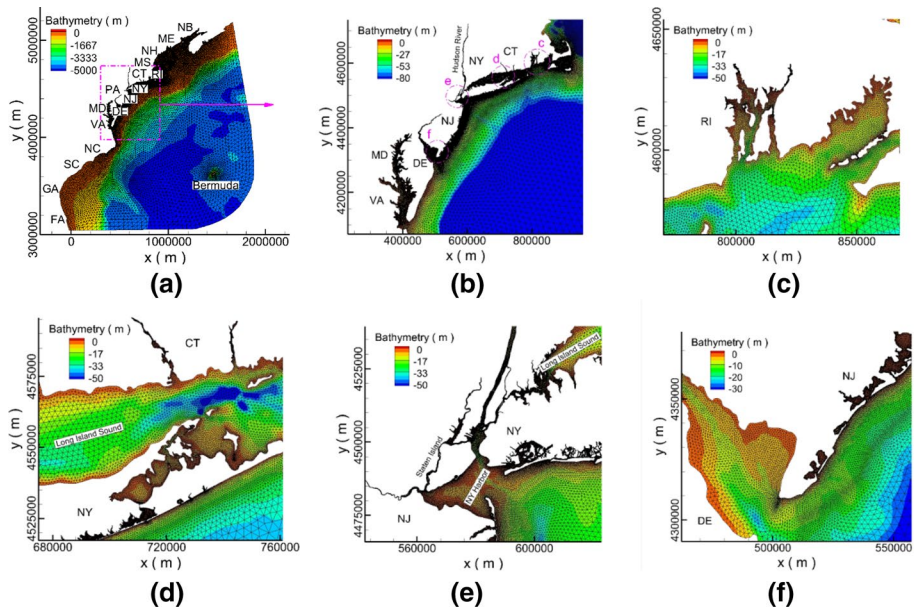 Bathymetry ( m )
0
-1667
-3333
-5000
NB
ME
NH
MS
CT
RI
PA
NY
NJ
MD
DE
VA
NC
SC
GA
FA
Bermuda
5000000
4000000
3000000
y ( m )
0
1000000
2000000
x ( m )
(a)
Bathymetry ( m )
0
-27
-53
-80
Hudson River
NY
CT
c
d
e
f
NJ
MD
DE
VA
4600000
4400000
4200000
y ( m )
400000
600000
800000
x ( m )
(b)
Bathymetry ( m )
0
-17
-33
-50
RI
4650000
4600000
y ( m )
800000
850000
x ( m )
(c)
Bathymetry ( m )
0
-17
-33
-50
CT
Long Island Sound
NY
4575000
4550000
4525000
y ( m )
680000
720000
760000
x ( m )
(d)
Bathymetry ( m )
0
-17
-33
-50
Long Island Sound
Staten Island
NY
NY Harbor
NJ
4525000
4500000
4475000
y ( m )
560000
600000
x ( m )
(e)
Bathymetry ( m )
0
-10
-20
-30
NJ
DE
4350000
4300000
y ( m )
500000
550000
x ( m )
(f)